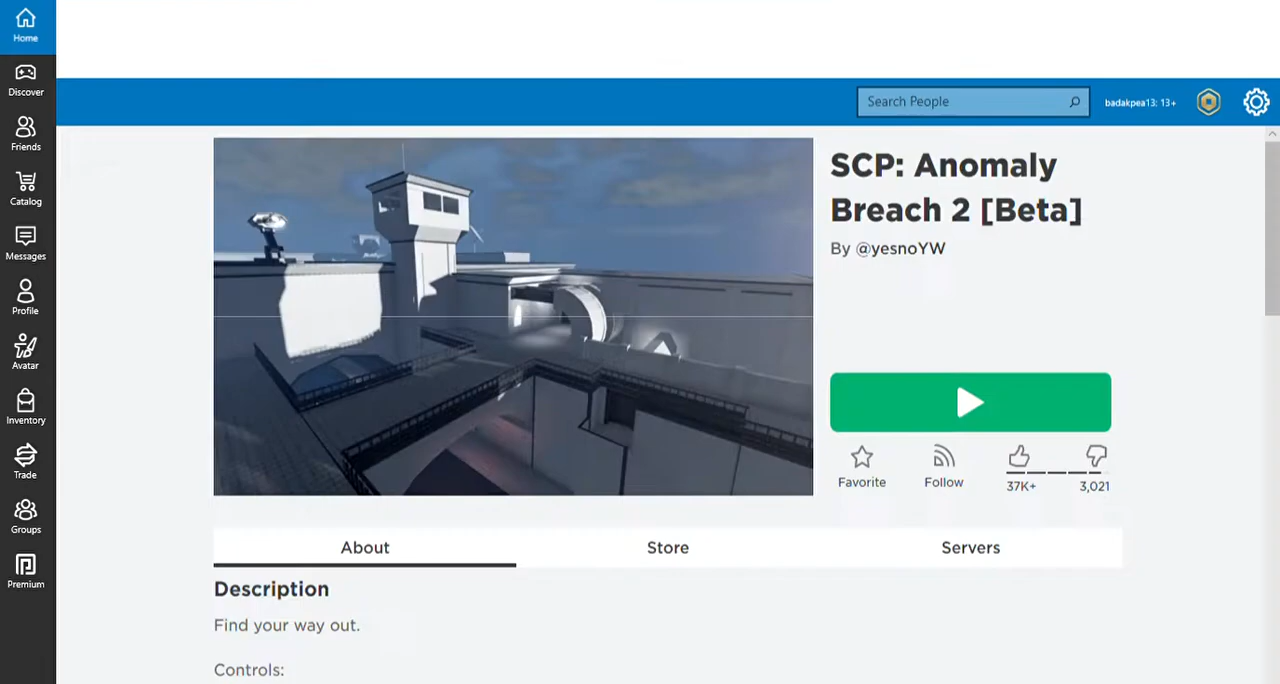 Home
Discover
Friends
Catalog
Messages
Profile
Avatar
Inventory
Trade
Groups
Premium
Search People
badakpea13: 13+
SCP: Anomaly
Breach 2 [Beta]
By @yesnoYW
Favorite
Follow
37K+
3,021
About
Store
Servers
Description
Find your way out.
Controls: